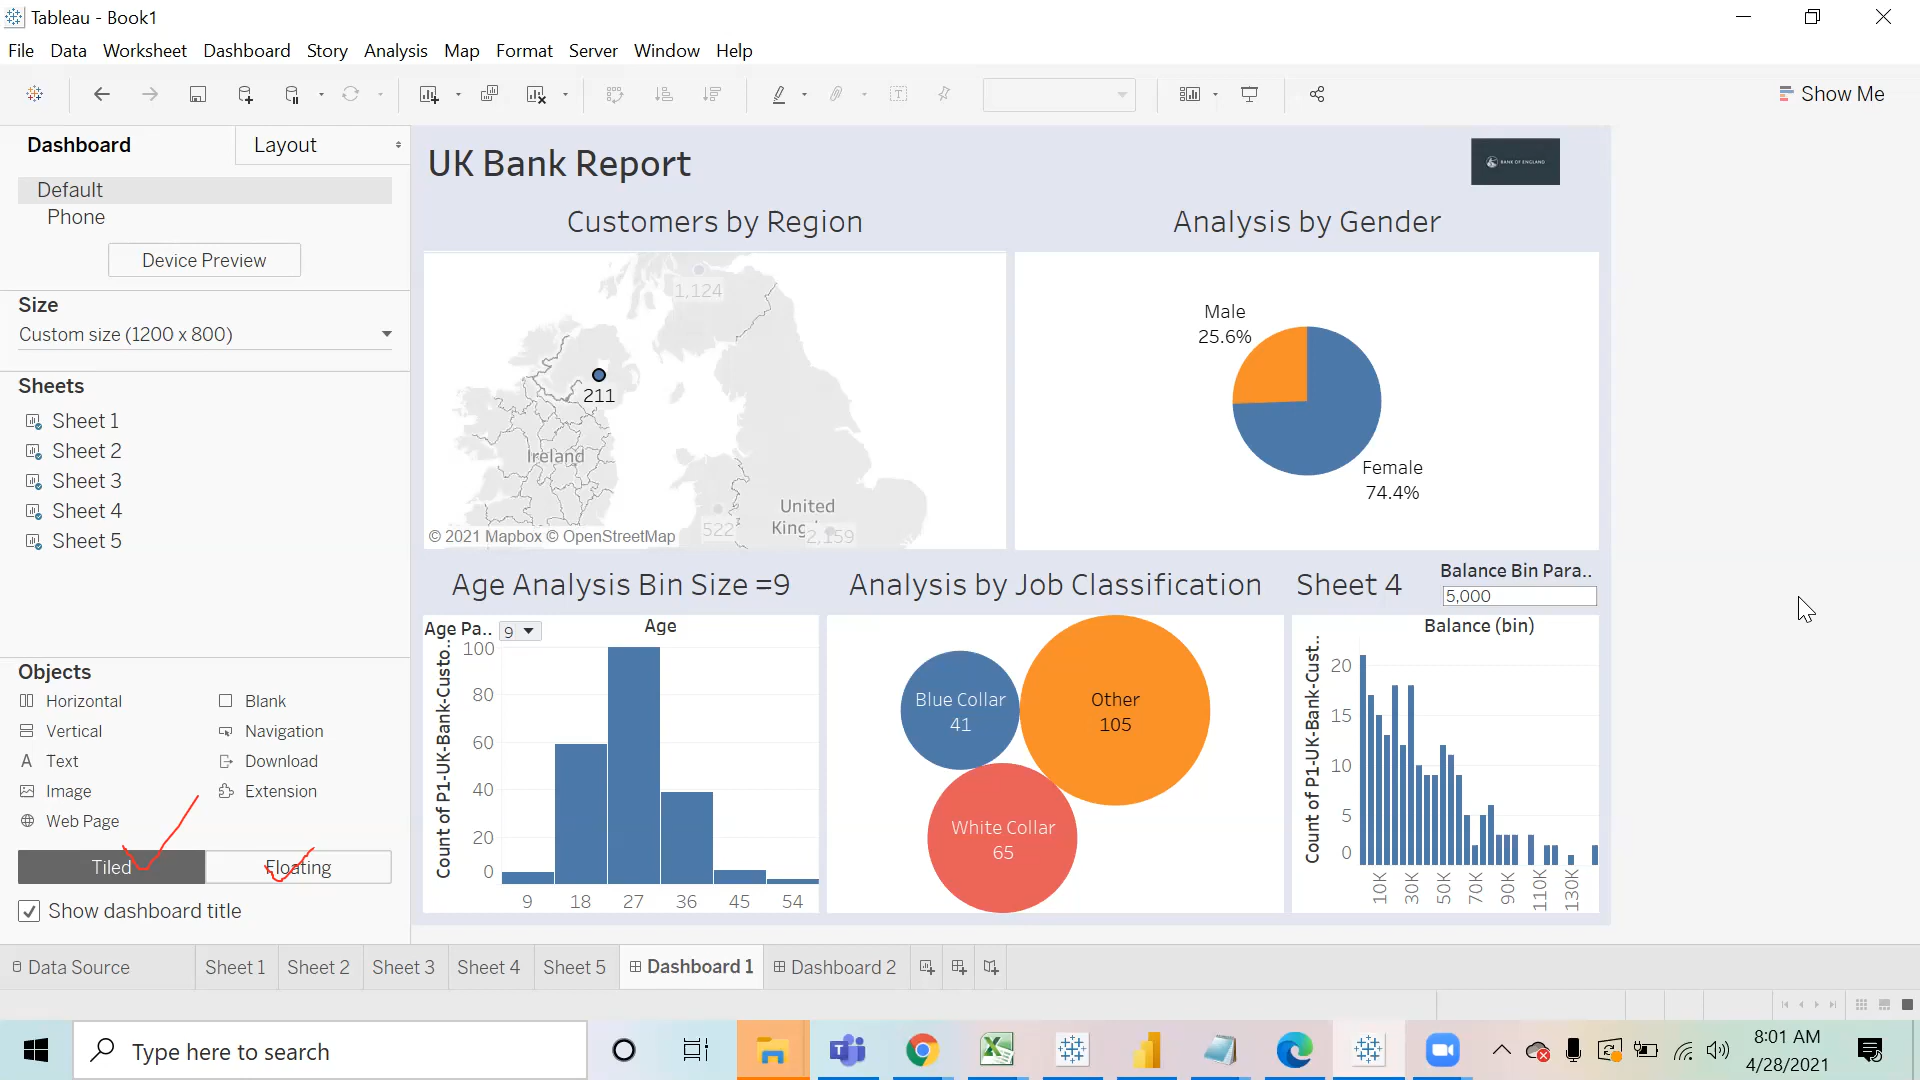 Tableau - Book1
File Data Worksheet Dashboard Story Analysis Map Format Server Window Help
Show Me
Dashboard Layout
Default
Phone
Device Preview
Size
Custom size (1200 x 800)
Sheets
Sheet 1
Sheet 2
Sheet 3
Sheet 4
Sheet 5
Objects
Horizontal Blank
Vertical Navigation
Text Download
Image Extension
Web Page
Tiled Floating
Show dashboard title
UK Bank Report
BANK OF ENGLAND
Customers by Region
1,124
211
Ireland
United
King
522
2,159
© 2021 Mapbox © OpenStreetMap
Analysis by Gender
Male
25.6%
Female
74.4%
Age Analysis Bin Size =9
Age Pa.. 9
Age
Count of P1-UK-Bank-Custo..
100
80
60
40
20
0
9 18 27 36 45 54
Analysis by Job Classification
Blue Collar
41
Other
105
White Collar
65
Sheet 4
Balance Bin Para..
5,000
Balance (bin)
Count of P1-UK-Bank-Cust..
20
15
10
5
0
10K 30K 50K 70K 90K 110K 130K
Data Source Sheet 1 Sheet 2 Sheet 3 Sheet 4 Sheet 5 Dashboard 1 Dashboard 2
Type here to search
8:01 AM
4/28/2021